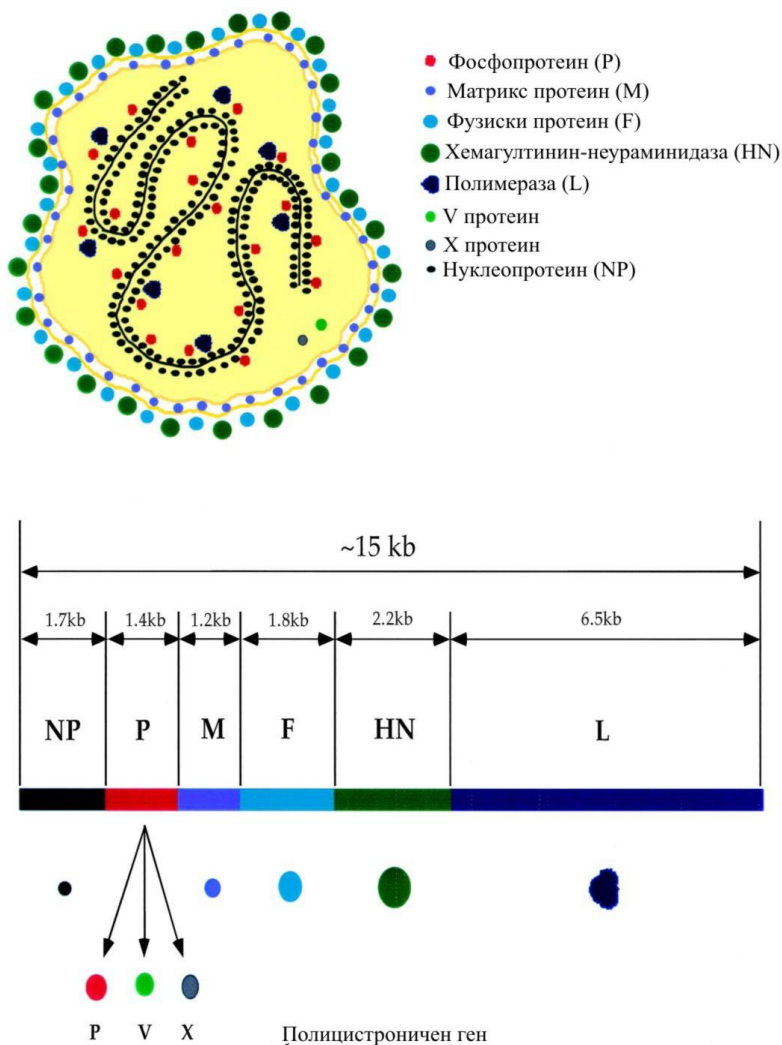 Фосфопротеин (P)
Матрикс протеин (M)
Фузиски протеин (F)
Хемагултинин-неураминидаза (HN)
Полимераза (L)
V протеин
X протеин
Нуклеопротеин (NP)
~15 kb
1.7kb 1.4kb 1.2kb 1.8kb 2.2kb 6.5kb
NP P M F HN L
P V X
Полицистроничен ген